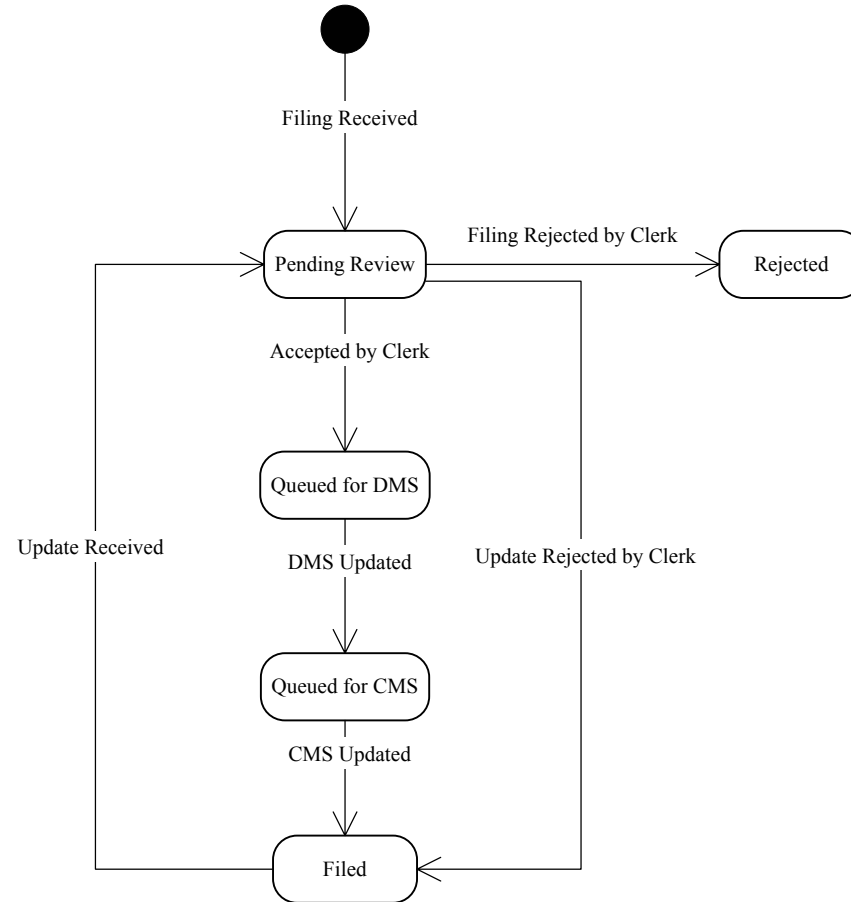 Filing Received
Filing Rejected by Clerk
Pending Review
Rejected
Accepted by Clerk
Queued for DMS
Update Received
DMS Updated
Update Rejected by Clerk
Queued for CMS
CMS Updated
Filed